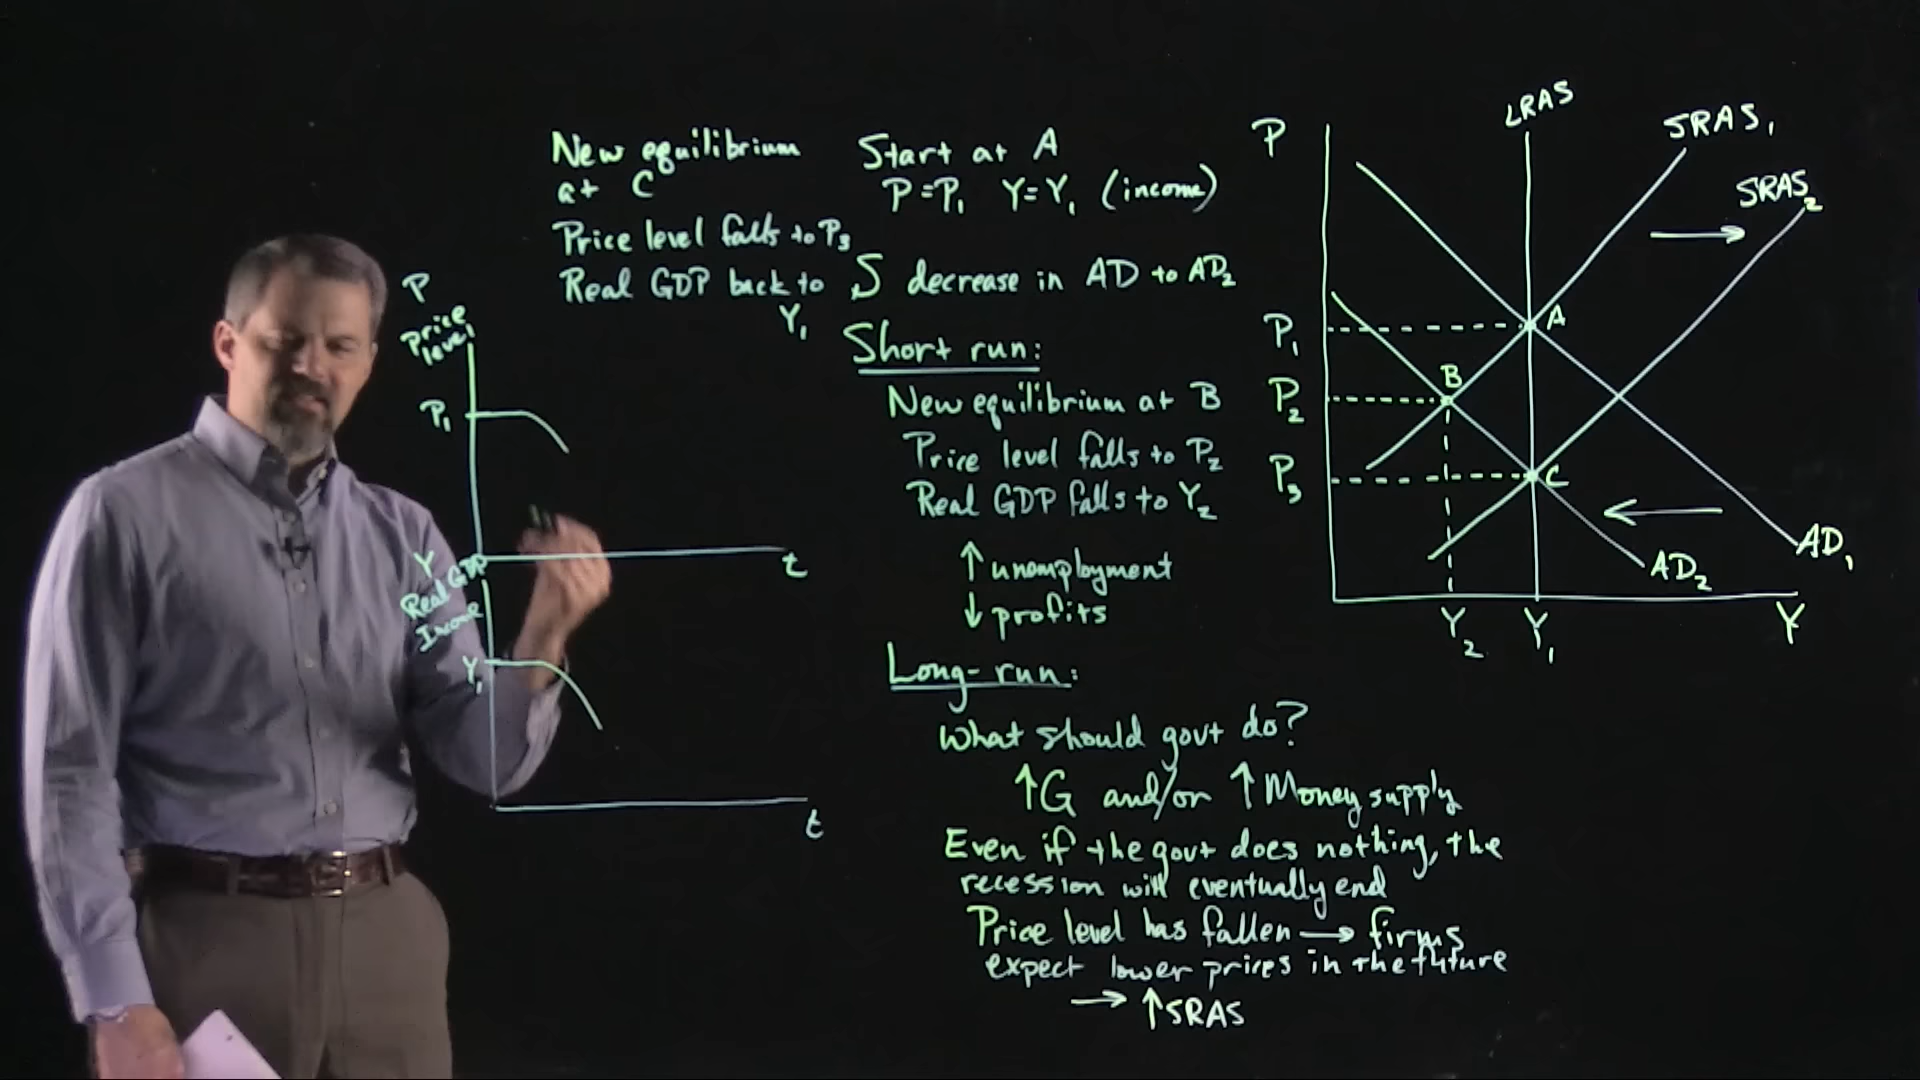 New equilibrium
at C
Price level falls to P3
Real GDP back to
Y1
Start at A
P=P1 Y=Y1 (income)
decrease in AD to AD2
Short run:
New equilibrium at B
Price level falls to P2
Real GDP falls to Y2
↑ unemployment
↓ profits
Long-run:
What should govt do?
↑G and/or ↑Money supply
Even if the govt does nothing, the
recession will eventually end
Price level has fallen → firms
expect lower prices in the future
→ ↑SRAS
P
Price
level
P1
t
Y
Real GDP
Income
Y1
t
P
LRAS
SRAS1
SRAS2
P1
A
B
P2
P3
C
AD1
AD2
Y2
Y1
Y